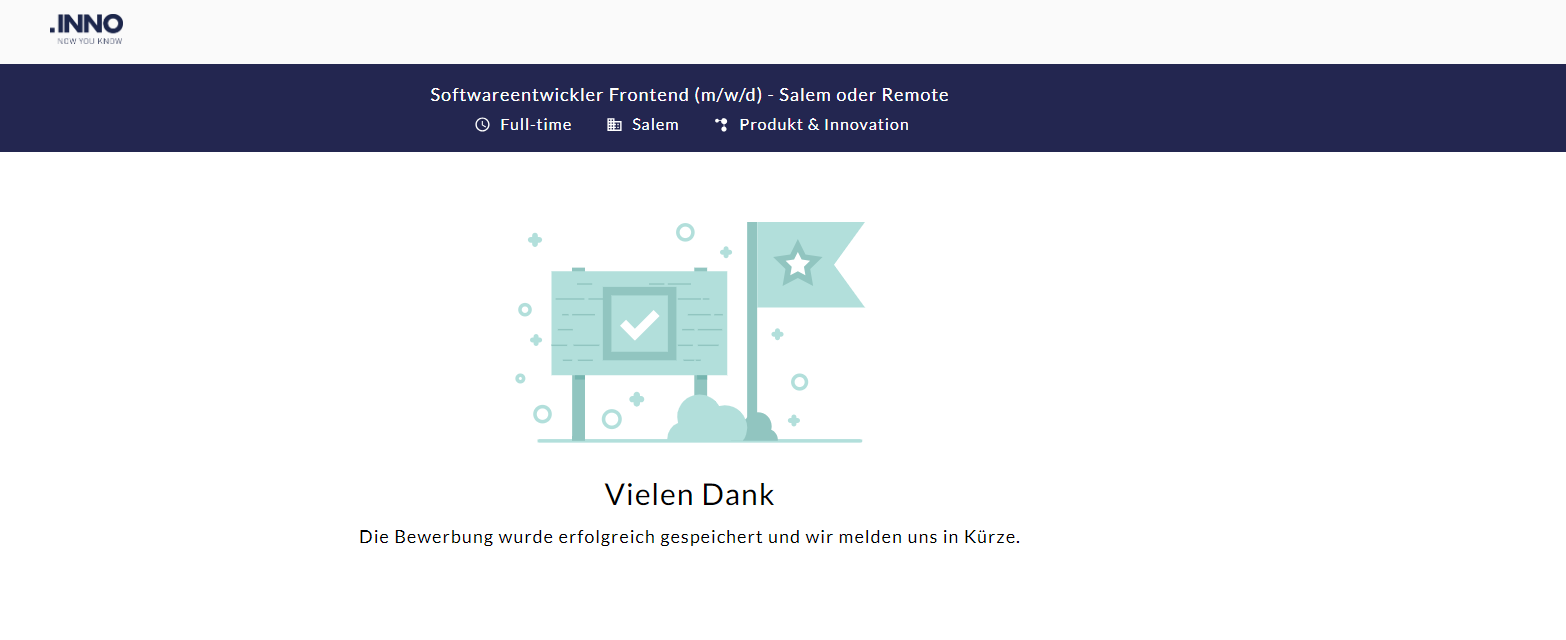 .INNO
NOW YOU KNOW
Softwareentwickler Frontend (m/w/d) - Salem oder Remote
Full-time Salem Produkt & Innovation
Vielen Dank
Die Bewerbung wurde erfolgreich gespeichert und wir melden uns in Kürze.